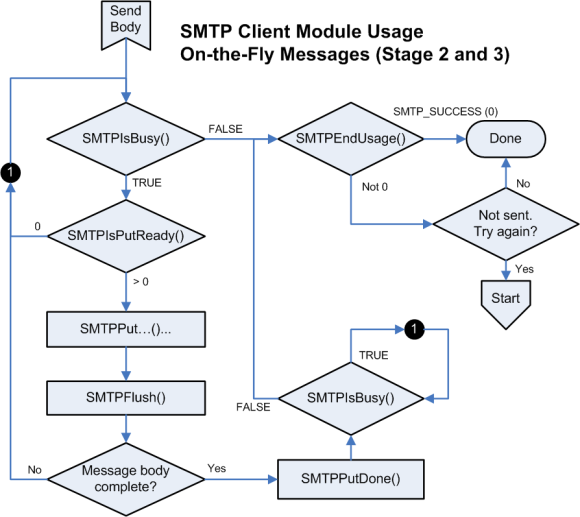 Send
Body
SMTP Client Module Usage
On-the-Fly Messages (Stage 2 and 3)
SMTPIsBusy()
FALSE
SMTPEndUsage()
SMTP_SUCCESS (0)
Done
1
TRUE
Not 0
No
0
SMTPIsPutReady()
Not sent.
Try again?
> 0
Yes
Start
SMTPPut…()...
1
TRUE
SMTPFlush()
FALSE
SMTPIsBusy()
No
Message body
complete?
Yes
SMTPPutDone()